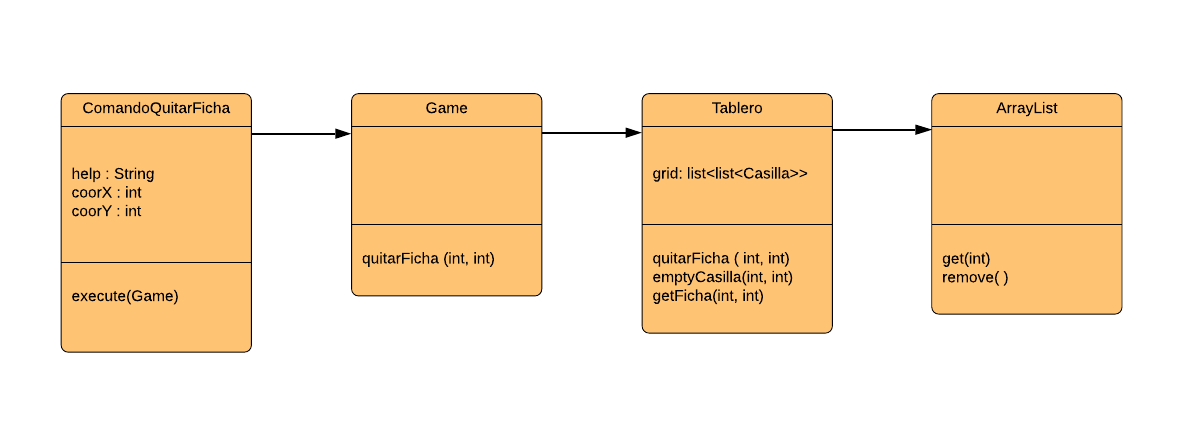 ComandoQuitarFicha
help : String
coorX : int
coorY : int
execute(Game)
Game
quitarFicha (int, int)
Tablero
grid: list<list<Casilla>>
quitarFicha ( int, int)
emptyCasilla(int, int)
getFicha(int, int)
ArrayList
get(int)
remove( )